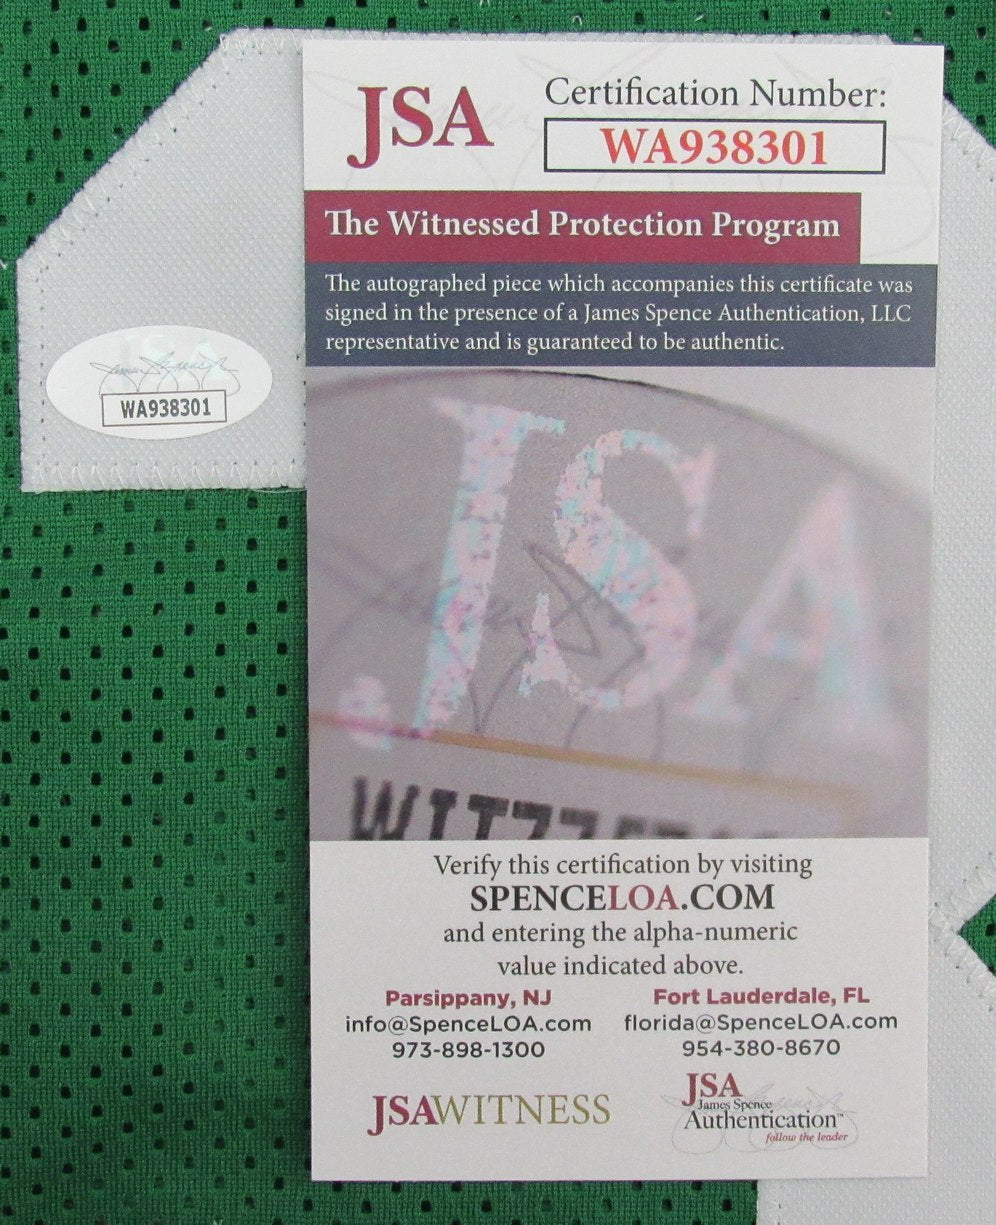 JSA
Certification Number:
WA938301
The Witnessed Protection Program
The autographed piece which accompanies this certificate was
signed in the presence of a James Spence Authentication, LLC
representative and is guaranteed to be authentic.
JSA
WA938301
JSA
Verify this certification by visiting
SPENCELOA.COM
and entering the alpha-numeric
value indicated above.
Parsippany, NJ
info@SpenceLOA.com
973-898-1300
Fort Lauderdale, FL
florida@SpenceLOA.com
954-380-8670
JSAWITNESS
JSA
James Spence
Authentication™
follow the leader